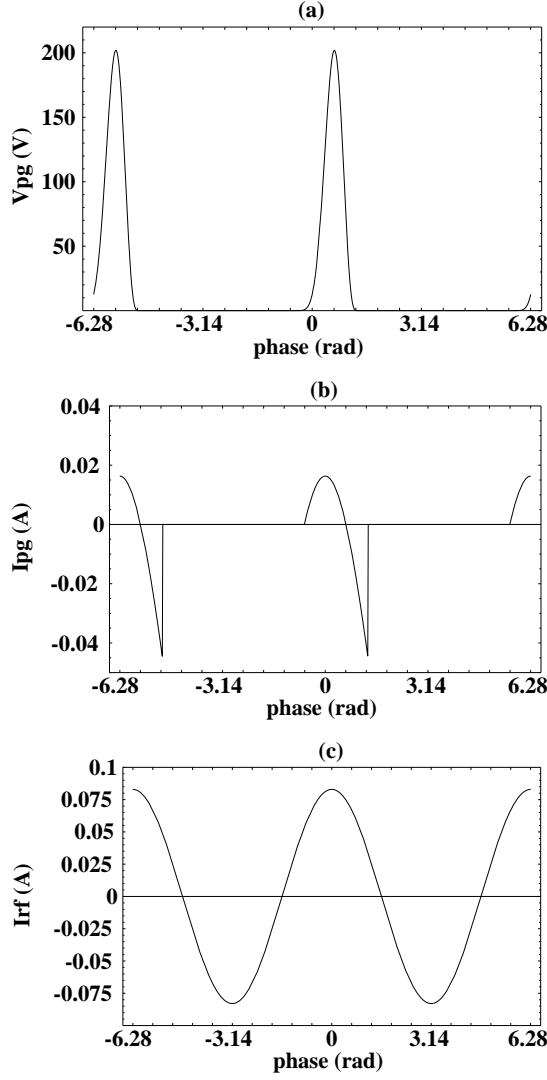 (a)
200
150
100
50
Vpg (V)
-6.28 -3.14 0 3.14 6.28
phase (rad)
(b)
0.04
0.02
0
-0.02
-0.04
Ipg (A)
-6.28 -3.14 0 3.14 6.28
phase (rad)
(c)
0.1
0.075
0.05
0.025
0
-0.025
-0.05
-0.075
Irf (A)
-6.28 -3.14 0 3.14 6.28
phase (rad)